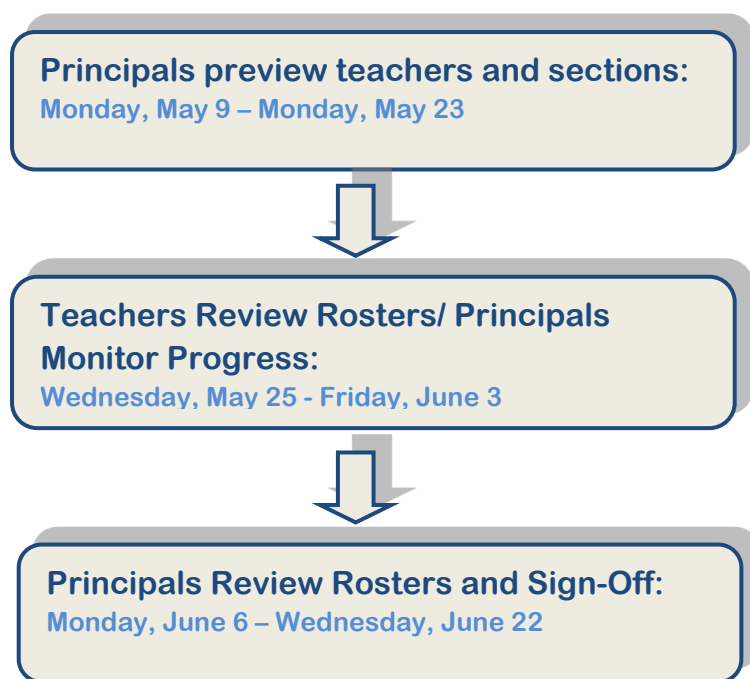 Principals preview teachers and sections:
Monday, May 9 – Monday, May 23
Teachers Review Rosters/ Principals
Monitor Progress:
Wednesday, May 25 - Friday, June 3
Principals Review Rosters and Sign-Off:
Monday, June 6 – Wednesday, June 22